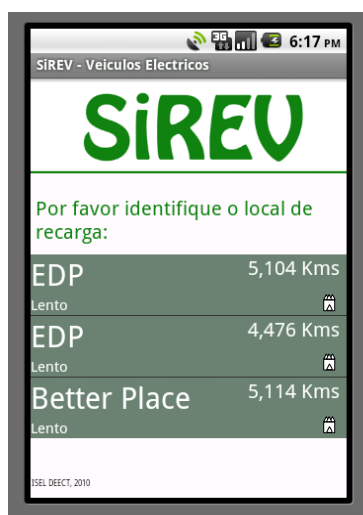 3G 6:17 PM
SiREV - Veiculos Electricos
SiREV
Por favor identifique o local de
recarga:
EDP 5,104 Kms
Lento
EDP 4,476 Kms
Lento
Better Place 5,114 Kms
Lento
ISEL DEECT, 2010